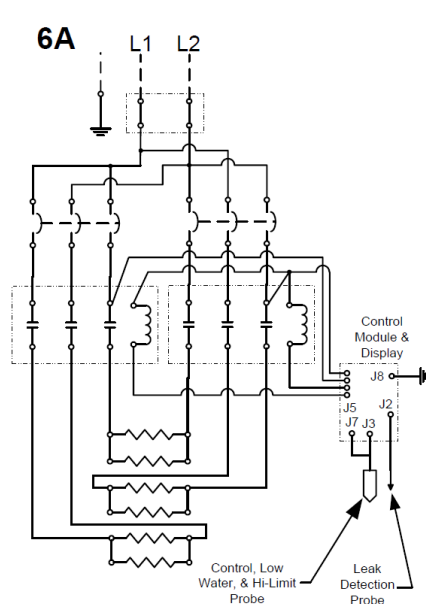 6A
L1 L2
Control
Module &
Display
J8
J5
J2
J7 J3
Control, Low
Water, & Hi-Limit
Probe
Leak
Detection
Probe